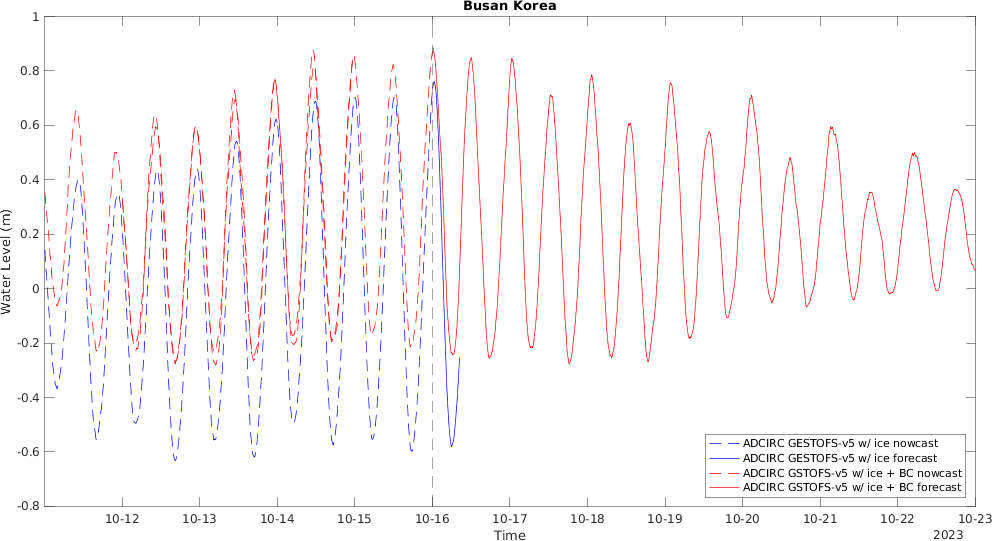 Busan Korea
Water Level (m)
1
0.8
0.6
0.4
0.2
0
-0.2
-0.4
-0.6
-0.8
10-12 10-13 10-14 10-15 10-16 10-17 10-18 10-19 10-20 10-21 10-22 10-23
Time
2023
ADCIRC GESTOFS-v5 w/ ice nowcast
ADCIRC GESTOFS-v5 w/ ice forecast
ADCIRC GSTOFS-v5 w/ ice + BC nowcast
ADCIRC GSTOFS-v5 w/ ice + BC forecast